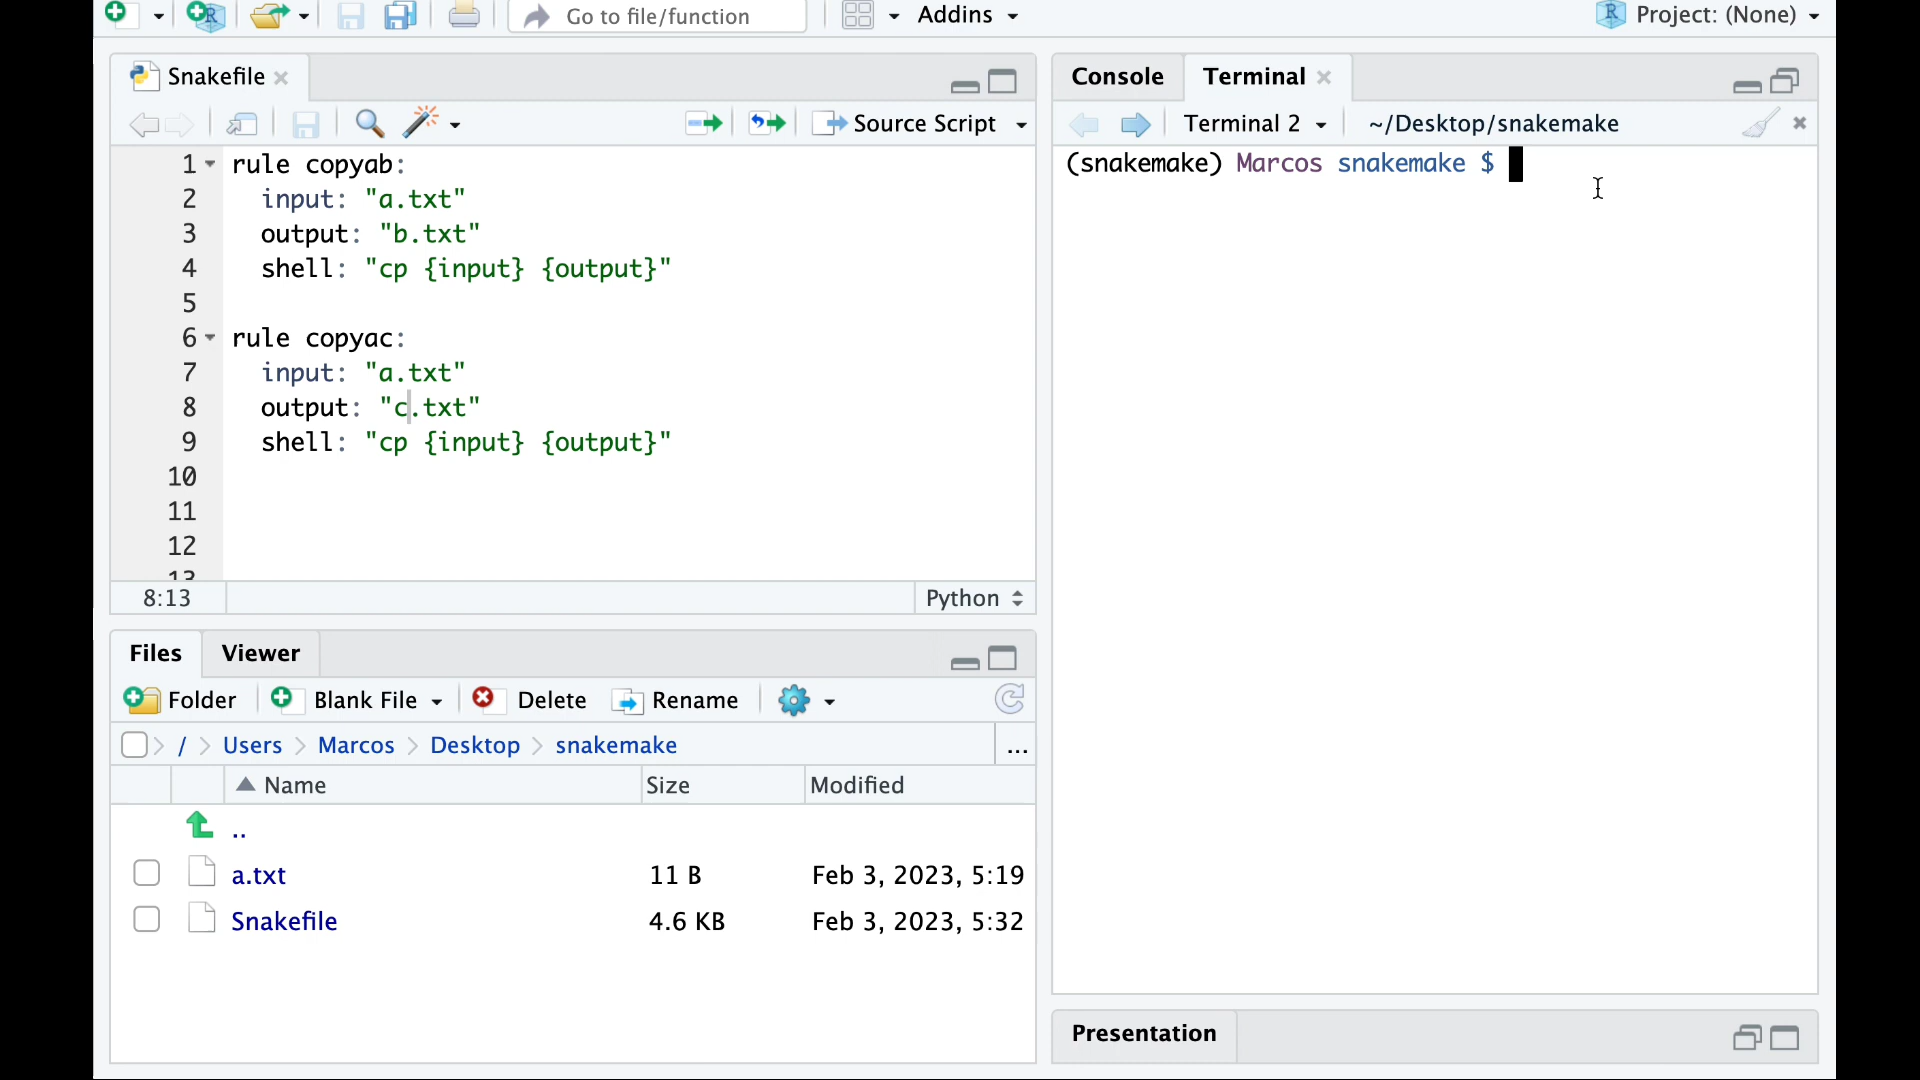 Go to file/function
Addins
Project: (None)
Snakefile
Source Script
1 rule copyab:
2 input: "a.txt"
3 output: "b.txt"
4 shell: "cp {input} {output}"
5
6 rule copyac:
7 input: "a.txt"
8 output: "c.txt"
9 shell: "cp {input} {output}"
10
11
12
13
8:13
Python
Console
Terminal
Terminal 2
~/Desktop/snakemake
(snakemake) Marcos snakemake $
Files
Viewer
Folder
Blank File
Delete
Rename
/ Users Marcos Desktop snakemake ...
Name Size Modified
..
a.txt 11 B Feb 3, 2023, 5:19
Snakefile 4.6 KB Feb 3, 2023, 5:32
Presentation